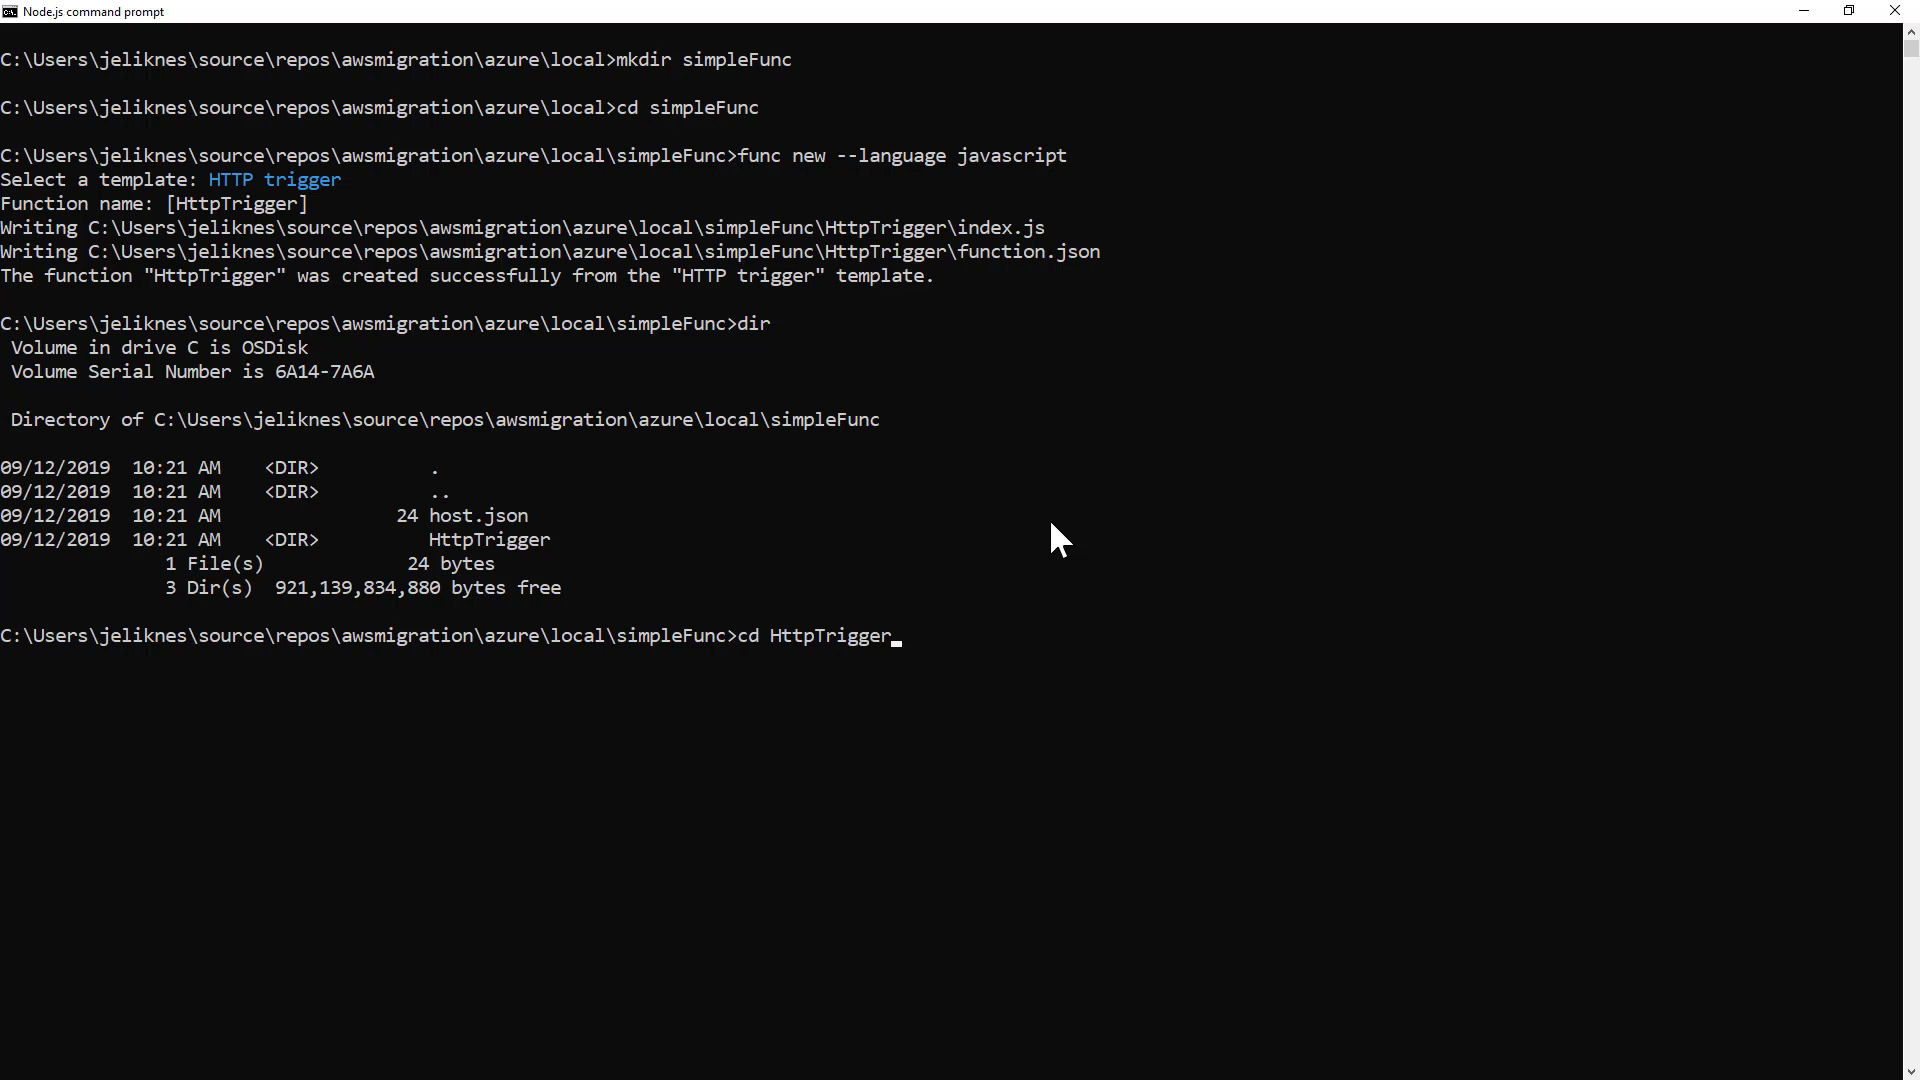 Node.js command prompt
C:\Users\jeliknes\source\repos\awsmigration\azure\local>mkdir simpleFunc
C:\Users\jeliknes\source\repos\awsmigration\azure\local>cd simpleFunc
C:\Users\jeliknes\source\repos\awsmigration\azure\local\simpleFunc>func new --language javascript
Select a template: HTTP trigger
Function name: [HttpTrigger]
Writing C:\Users\jeliknes\source\repos\awsmigration\azure\local\simpleFunc\HttpTrigger\index.js
Writing C:\Users\jeliknes\source\repos\awsmigration\azure\local\simpleFunc\HttpTrigger\function.json
The function "HttpTrigger" was created successfully from the "HTTP trigger" template.
C:\Users\jeliknes\source\repos\awsmigration\azure\local\simpleFunc>dir
Volume in drive C is OSDisk
Volume Serial Number is 6A14-7A6A
Directory of C:\Users\jeliknes\source\repos\awsmigration\azure\local\simpleFunc
09/12/2019  10:21 AM    <DIR>          .
09/12/2019  10:21 AM    <DIR>          ..
09/12/2019  10:21 AM                24 host.json
09/12/2019  10:21 AM    <DIR>          HttpTrigger
1 File(s)             24 bytes
3 Dir(s)  921,139,834,880 bytes free
C:\Users\jeliknes\source\repos\awsmigration\azure\local\simpleFunc>cd HttpTrigger